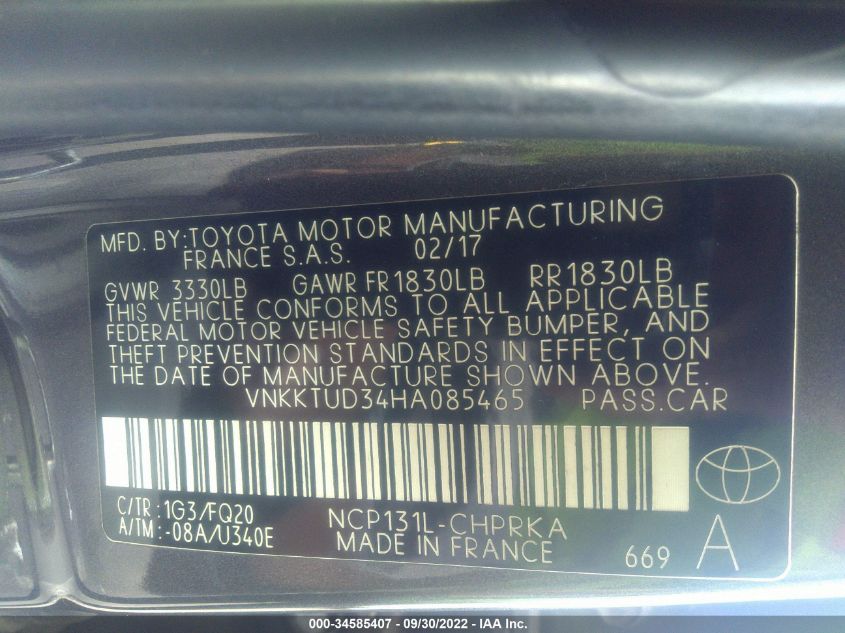 MFD. BY:TOYOTA MOTOR MANUFACTURING
FRANCE S.A.S. 02/17
GVWR 3330LB GAWR FR1830LB RR1830LB
THIS VEHICLE CONFORMS TO ALL APPLICABLE
FEDERAL MOTOR VEHICLE SAFETY BUMPER, AND
THEFT PREVENTION STANDARDS IN EFFECT ON
THE DATE OF MANUFACTURE SHOWN ABOVE.
VNKKTUD34HA085465 PASS.CAR
C/TR :1G3/FQ20 NCP131L-CHPRKA
A/TM :-08A/U340E MADE IN FRANCE 669 A
000-34585407 - 09/30/2022 - IAA Inc.